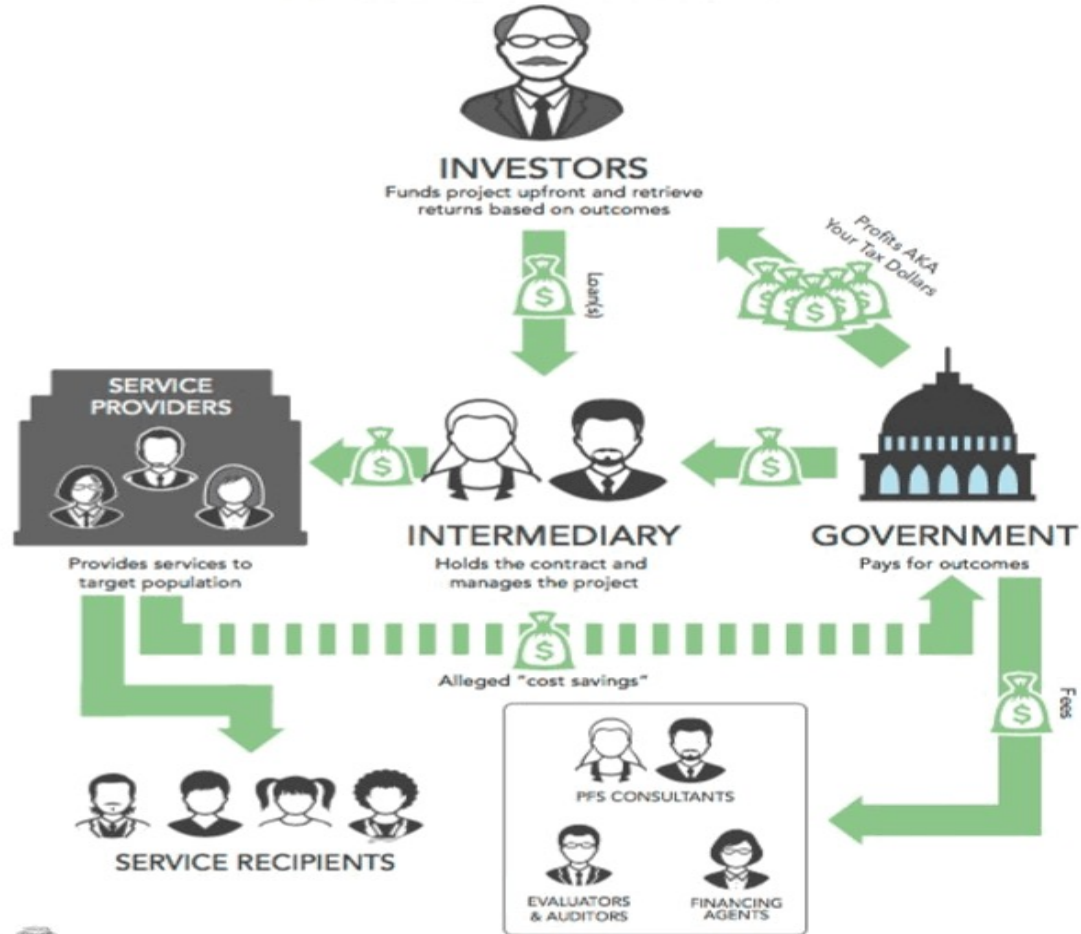 INVESTORS
Funds project upfront and retrieve
returns based on outcomes
Profits AKA
Your Tax Dollars
Loan(s)
$
$
SERVICE
PROVIDERS
$
$
INTERMEDIARY
GOVERNMENT
Provides services to
target population
Holds the contract and
manages the project
Pays for outcomes
$
Alleged "cost savings"
Fees
$
PFS CONSULTANTS
SERVICE RECIPIENTS
EVALUATORS
& AUDITORS
FINANCING
AGENTS